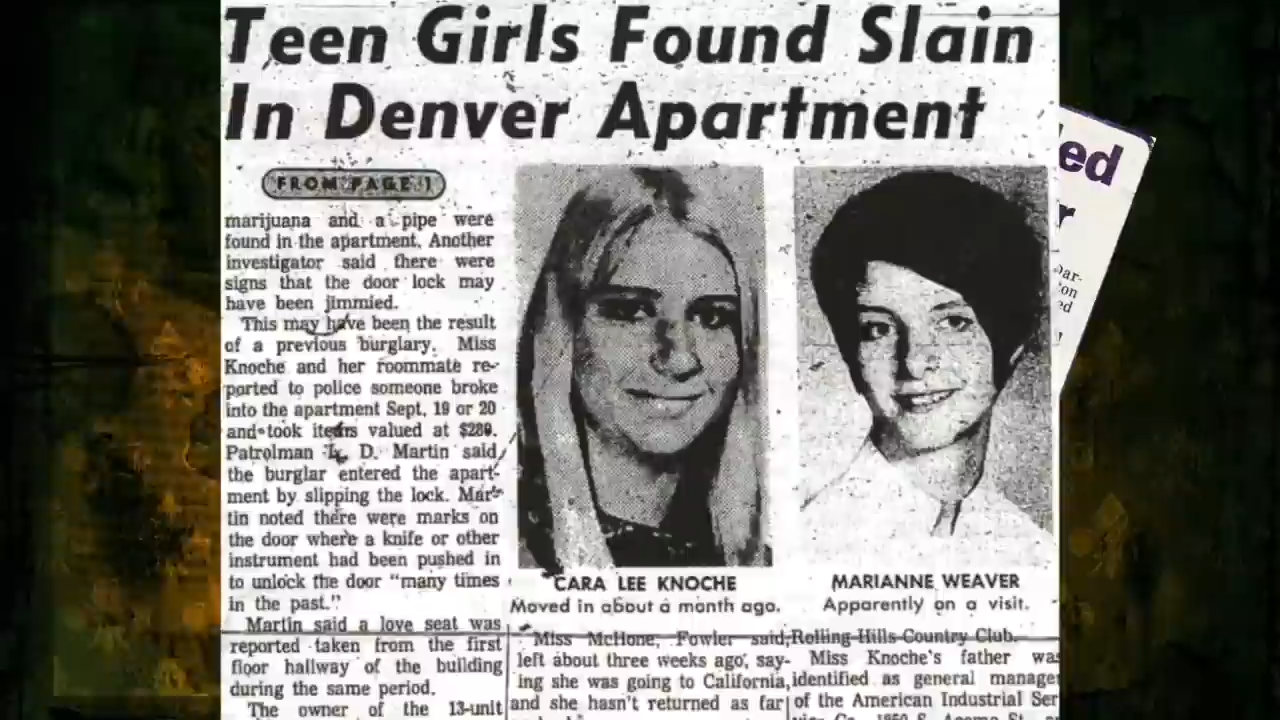 Teen Girls Found Slain
In Denver Apartment
FROM PAGE 1
marijuana and a pipe were
found in the apartment. Another
investigator said there were
signs that the door lock may
have been jimmied.
This may have been the result
of a previous burglary. Miss
Knoche and her roommate re-
ported to police someone broke
into the apartment Sept. 19 or 20
and took items valued at $280.
Patrolman L. D. Martin said
the burglar entered the apart-
ment by slipping the lock. Mar-
tin noted there were marks on
the door where a knife or other
instrument had been pushed in
to unlock the door "many times
in the past."
Martin said a love seat was
reported taken from the first
floor hallway of the building
during the same period.
The owner of the 13-unit
CARA LEE KNOCHE
Moved in about a month ago.
MARIANNE WEAVER
Apparently on a visit.
Miss McHone, Fowler said,
left about three weeks ago, say-
ing she was going to California,
and she hasn't returned as far
Rolling Hills Country Club.
Miss Knoche's father was
identified as general manager
of the American Industrial Ser
ed
r
Dar-
ton
ed